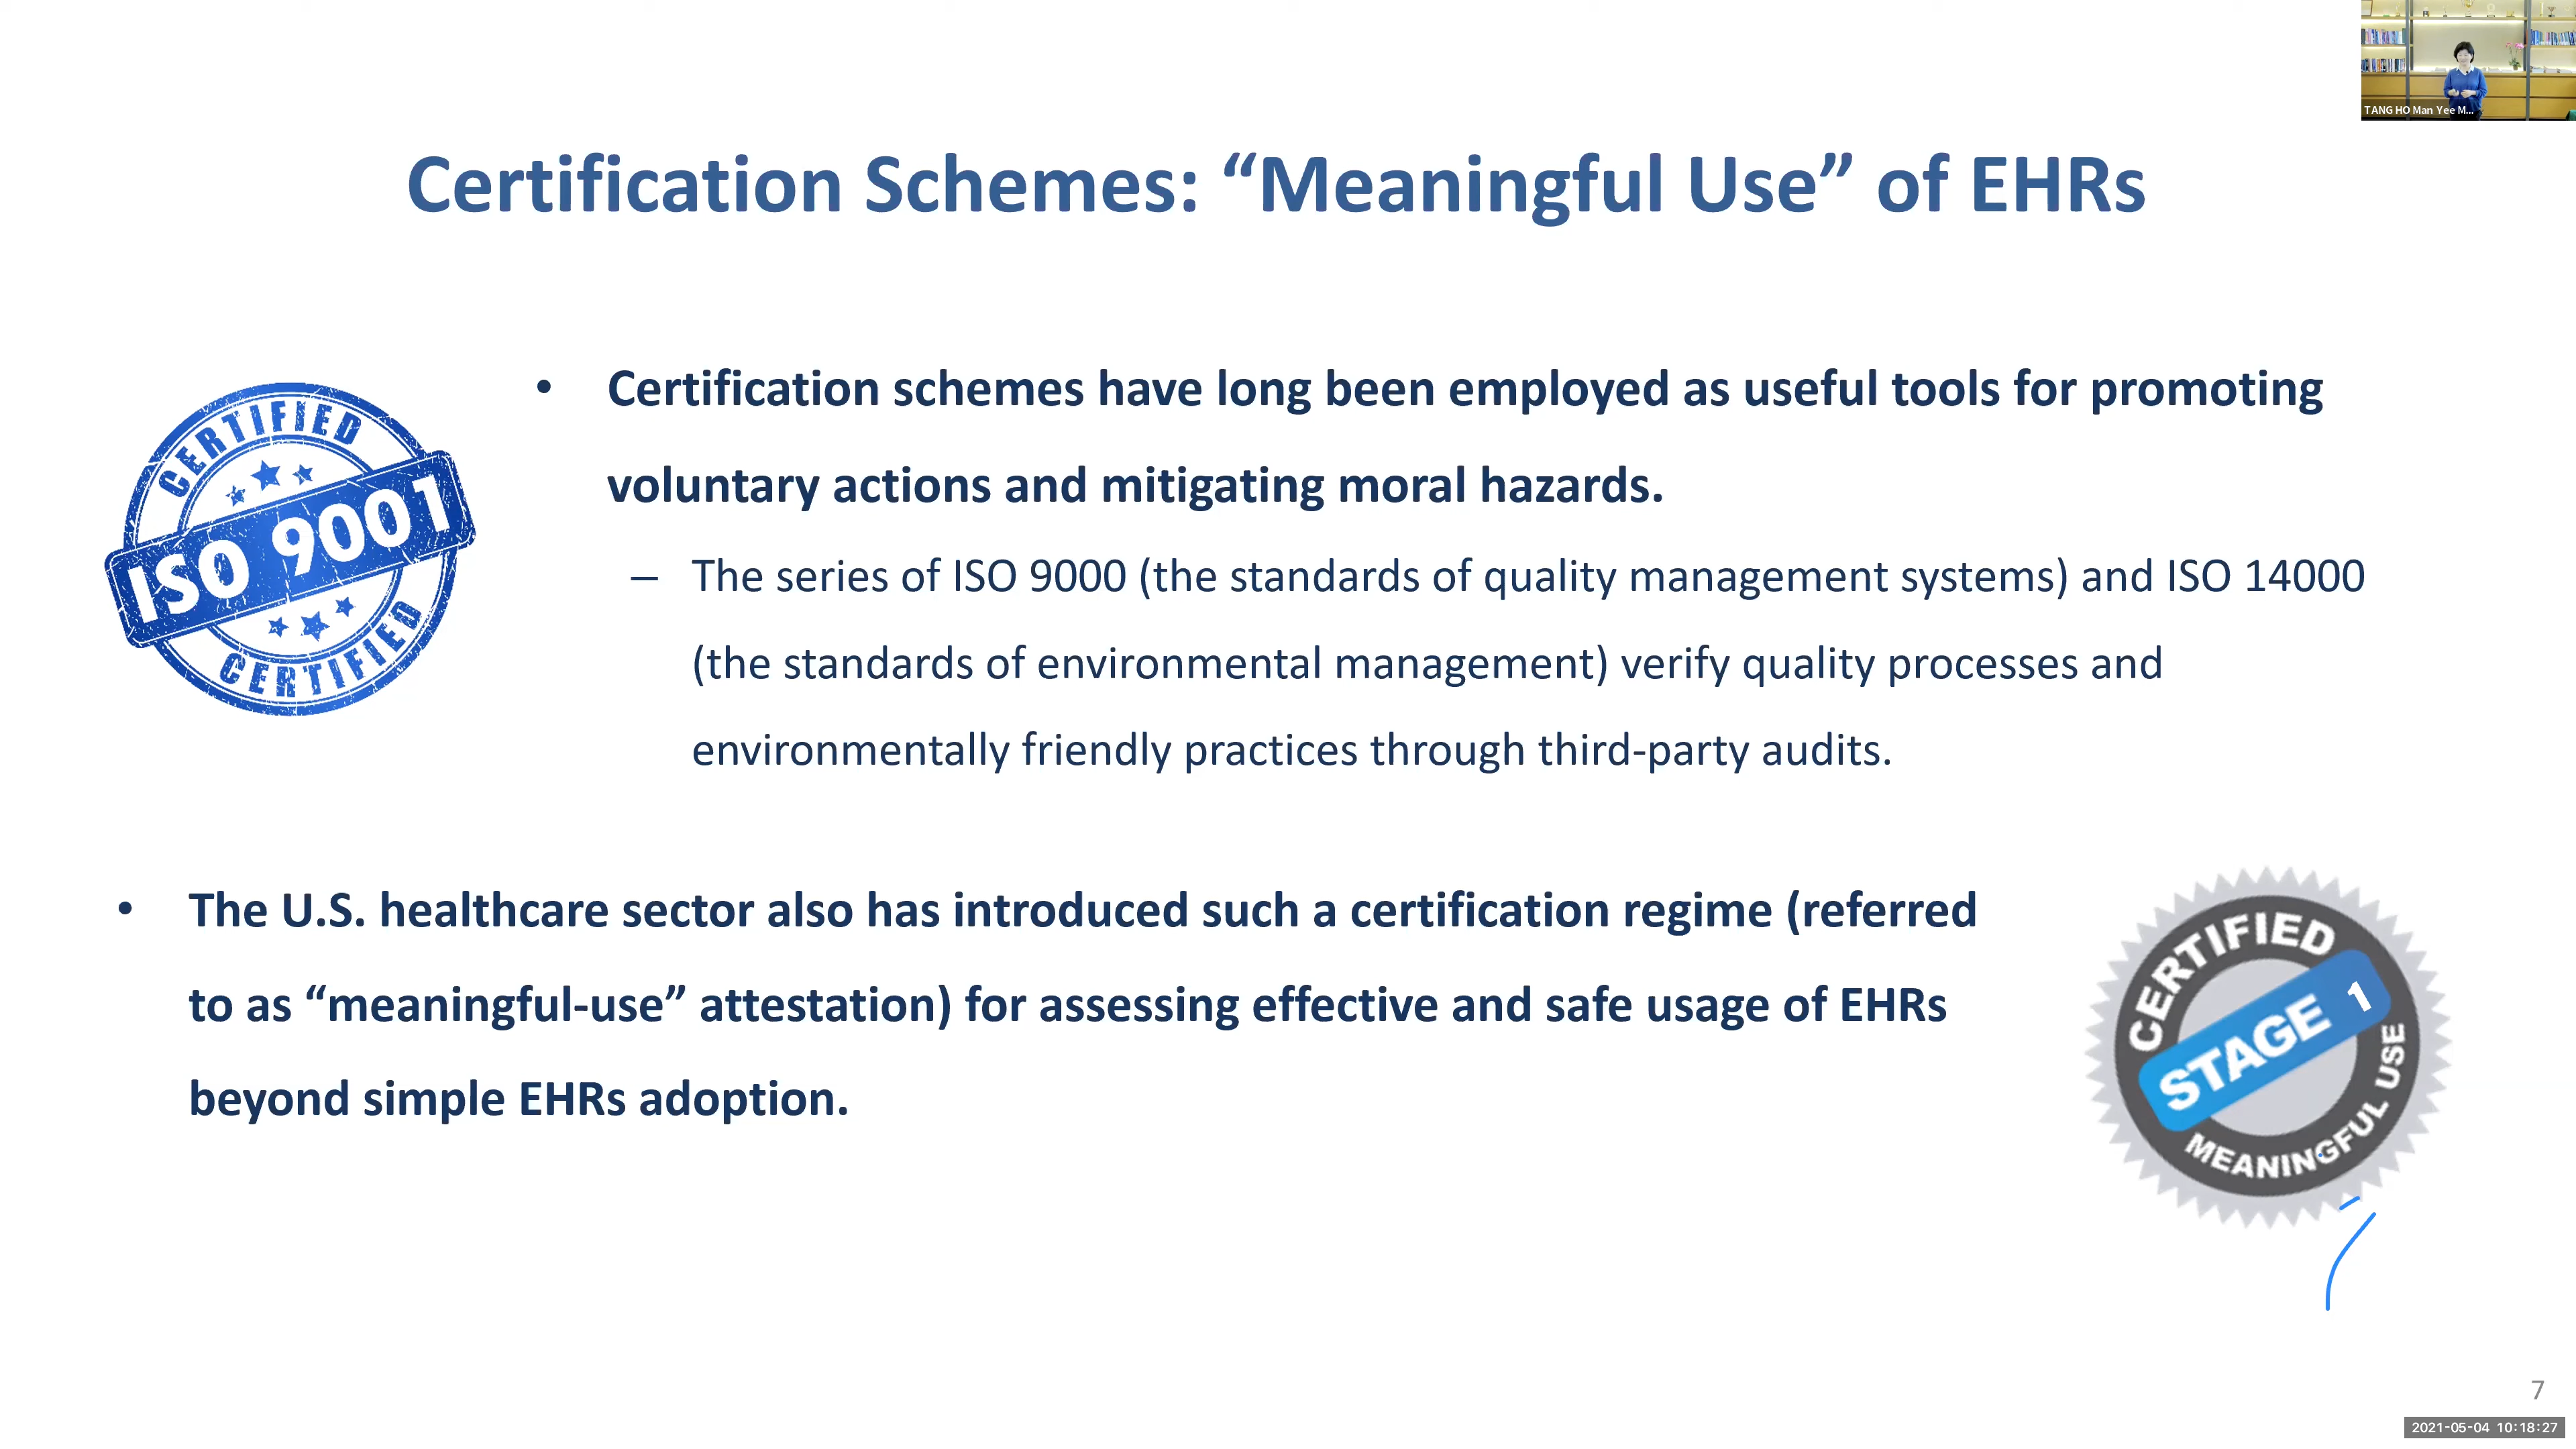 TANG HO Man Yee M...
Certification Schemes: “Meaningful Use” of EHRs
CERTIFIED
ISO 9001
CERTIFIED
• Certification schemes have long been employed as useful tools for promoting
voluntary actions and mitigating moral hazards.
– The series of ISO 9000 (the standards of quality management systems) and ISO 14000
(the standards of environmental management) verify quality processes and
environmentally friendly practices through third-party audits.
• The U.S. healthcare sector also has introduced such a certification regime (referred
to as “meaningful-use” attestation) for assessing effective and safe usage of EHRs
beyond simple EHRs adoption.
CERTIFIED
STAGE 1
MEANINGFUL USE
7
2021-05-04 10:18:27